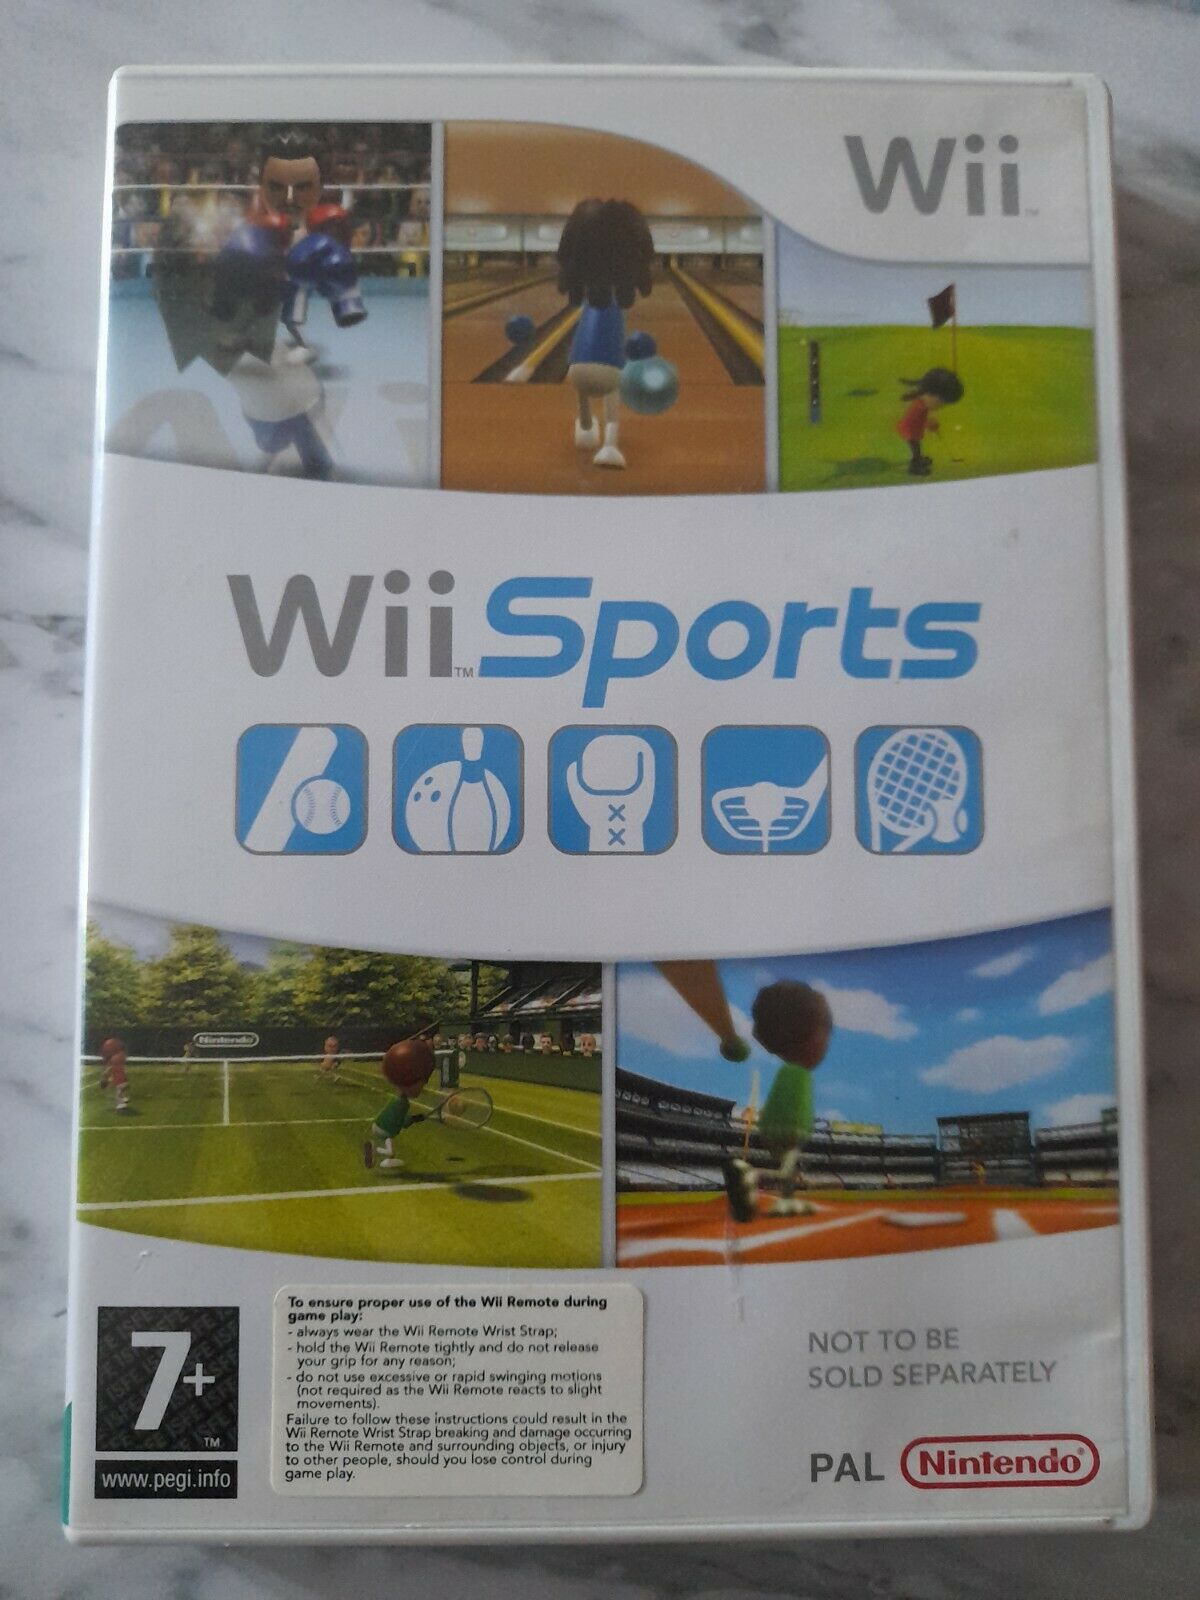 Wii™
Wii™ Sports
Nintendo
7+™
www.pegi.info
To ensure proper use of the Wii Remote during
game play:
- always wear the Wii Remote Wrist Strap;
- hold the Wii Remote tightly and do not release
your grip for any reason;
- do not use excessive or rapid swinging motions
(not required as the Wii Remote reacts to slight
movements).
Failure to follow these instructions could result in the
Wii Remote Wrist Strap breaking and damage occurring
to the Wii Remote and surrounding objects, or injury
to other people, should you lose control during
game play.
NOT TO BE
SOLD SEPARATELY
PAL Nintendo®